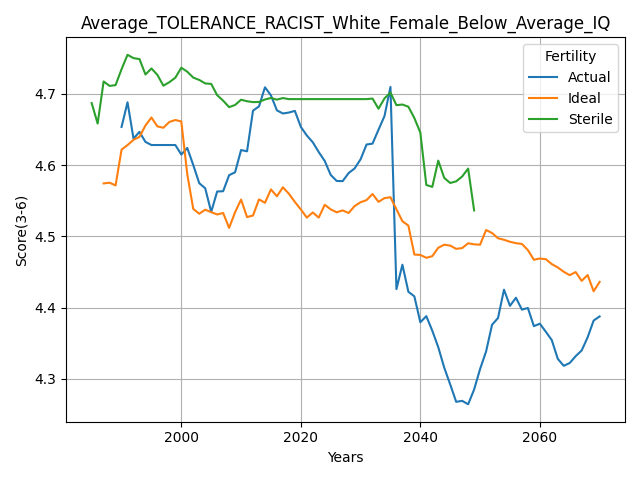 Average_TOLERANCE_RACIST_White_Female_Below_Average_IQ
Fertility
Actual
Ideal
Sterile
Score(3-6)
4.7
4.6
4.5
4.4
4.3
2000
2020
2040
2060
Years